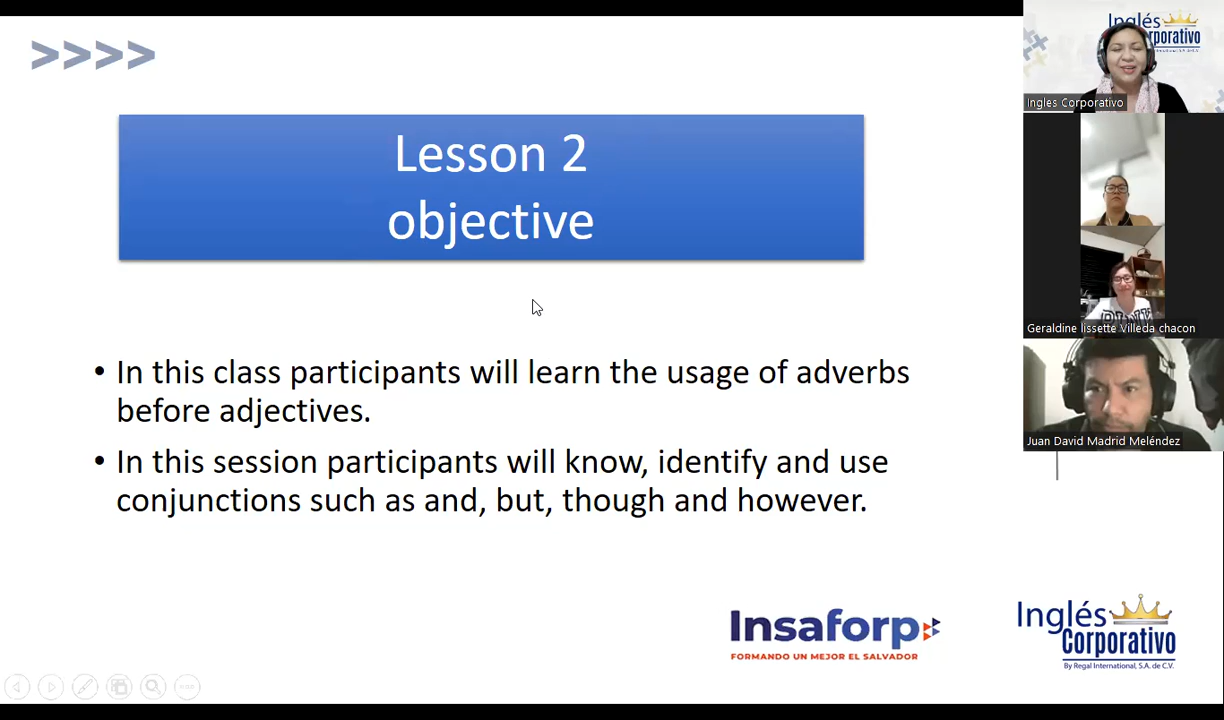 >>>>
Lesson 2
objective
• In this class participants will learn the usage of adverbs
before adjectives.
• In this session participants will know, identify and use
conjunctions such as and, but, though and however.
Insaforp
FORMANDO UN MEJOR EL SALVADOR
Inglés
Corporativo
By Regal International, S.A. de C.V.
Inglés
Corporativo
Ingles Corporativo
Geraldine lissette Villeda chacon
Juan David Madrid Meléndez